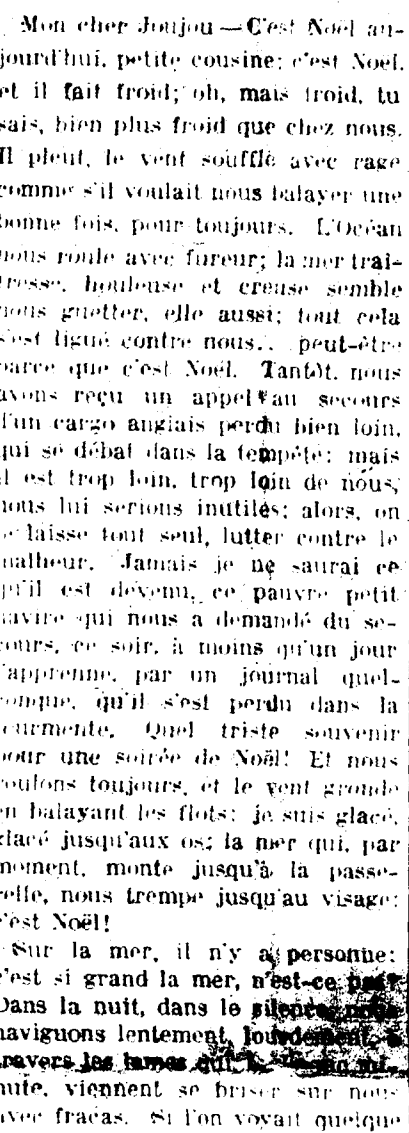 Mon cher Joujou — C'est Noël au-
jourd'hui, petite cousine; c'est Noël,
et il fait froid; oh, mais froid, tu
sais, bien plus froid que chez nous.
Il pleut, le vent souffle avec rage
comme s'il voulait nous balayer une
bonne fois, pour toujours. L'Océan
nous roule avec fureur; la mer traî-
tresse, houleuse et creuse semble
nous guetter, elle aussi; tout cela
s'est ligué contre nous.. peut-être
parce que c'est Noël. Tantôt, nous
avons reçu un appel au secours
d'un cargo anglais perdu bien loin,
qui se débat dans la tempête; mais
il est trop loin, trop loin de nous,
nous lui serions inutiles; alors, on
le laisse tout seul, lutter contre le
malheur. Jamais je ne saurai ce
qu'il est devenu, ce pauvre petit
navire qui nous a demandé du se-
cours, ce soir, à moins qu'un jour
j'apprenne, par un journal quel-
conque, qu'il s'est perdu dans la
tourmente. Quel triste souvenir
pour une soirée de Noël! Et nous
roulons toujours, et le vent gronde
en balayant les flots; je suis glacé,
glacé jusqu'aux os; la mer qui, par
moment, monte jusqu'à la passe-
relle, nous trempe jusqu'au visage;
c'est Noël!
Sur la mer, il n'y a personne;
c'est si grand la mer, n'est-ce pas?
Dans la nuit, dans le silence, nous
naviguons lentement, lourdement, à
travers les lames qui, mi-
nute, viennent se briser sur nous
avec fracas. Si l'on voyait quelque